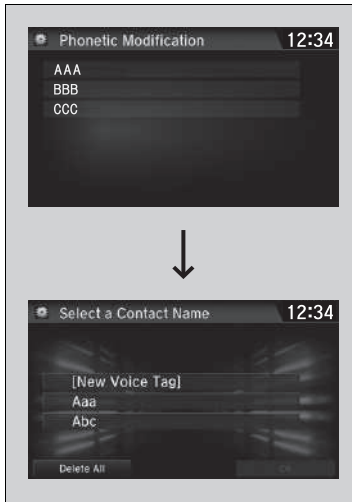 Phonetic Modification 12:34
AAA
BBB
CCC
Select a Contact Name 12:34
[New Voice Tag]
Aaa
Abc
Delete All OK